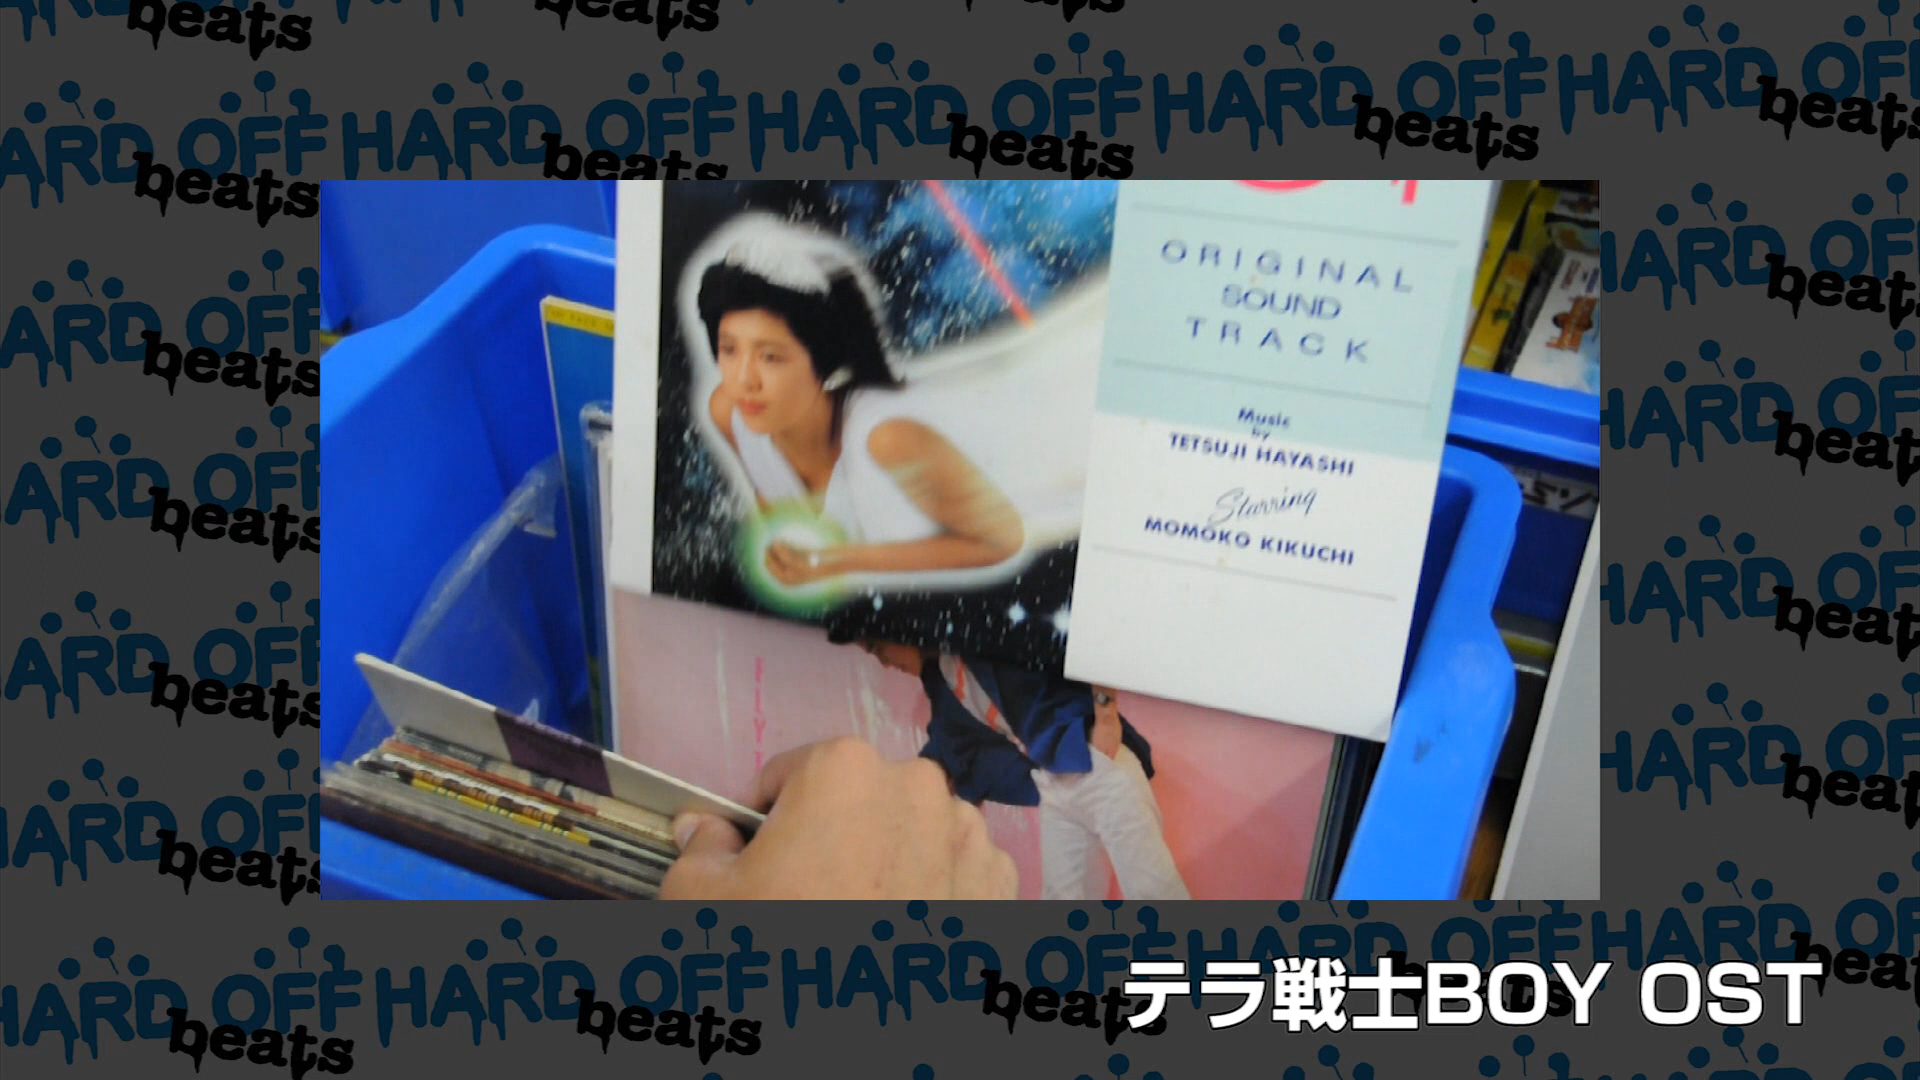 HARD OFF beats
ORIGINAL
SOUND
TRACK
Music
by
TETSUJI HAYASHI
Starring
MOMOKO KIKUCHI
テラ戦士BOY OST